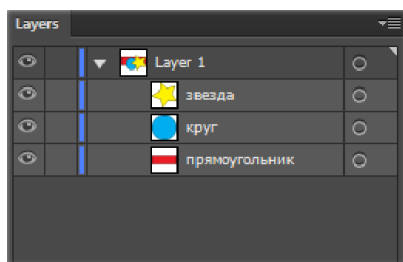 Layers
Layer 1
звезда
круг
прямоугольник